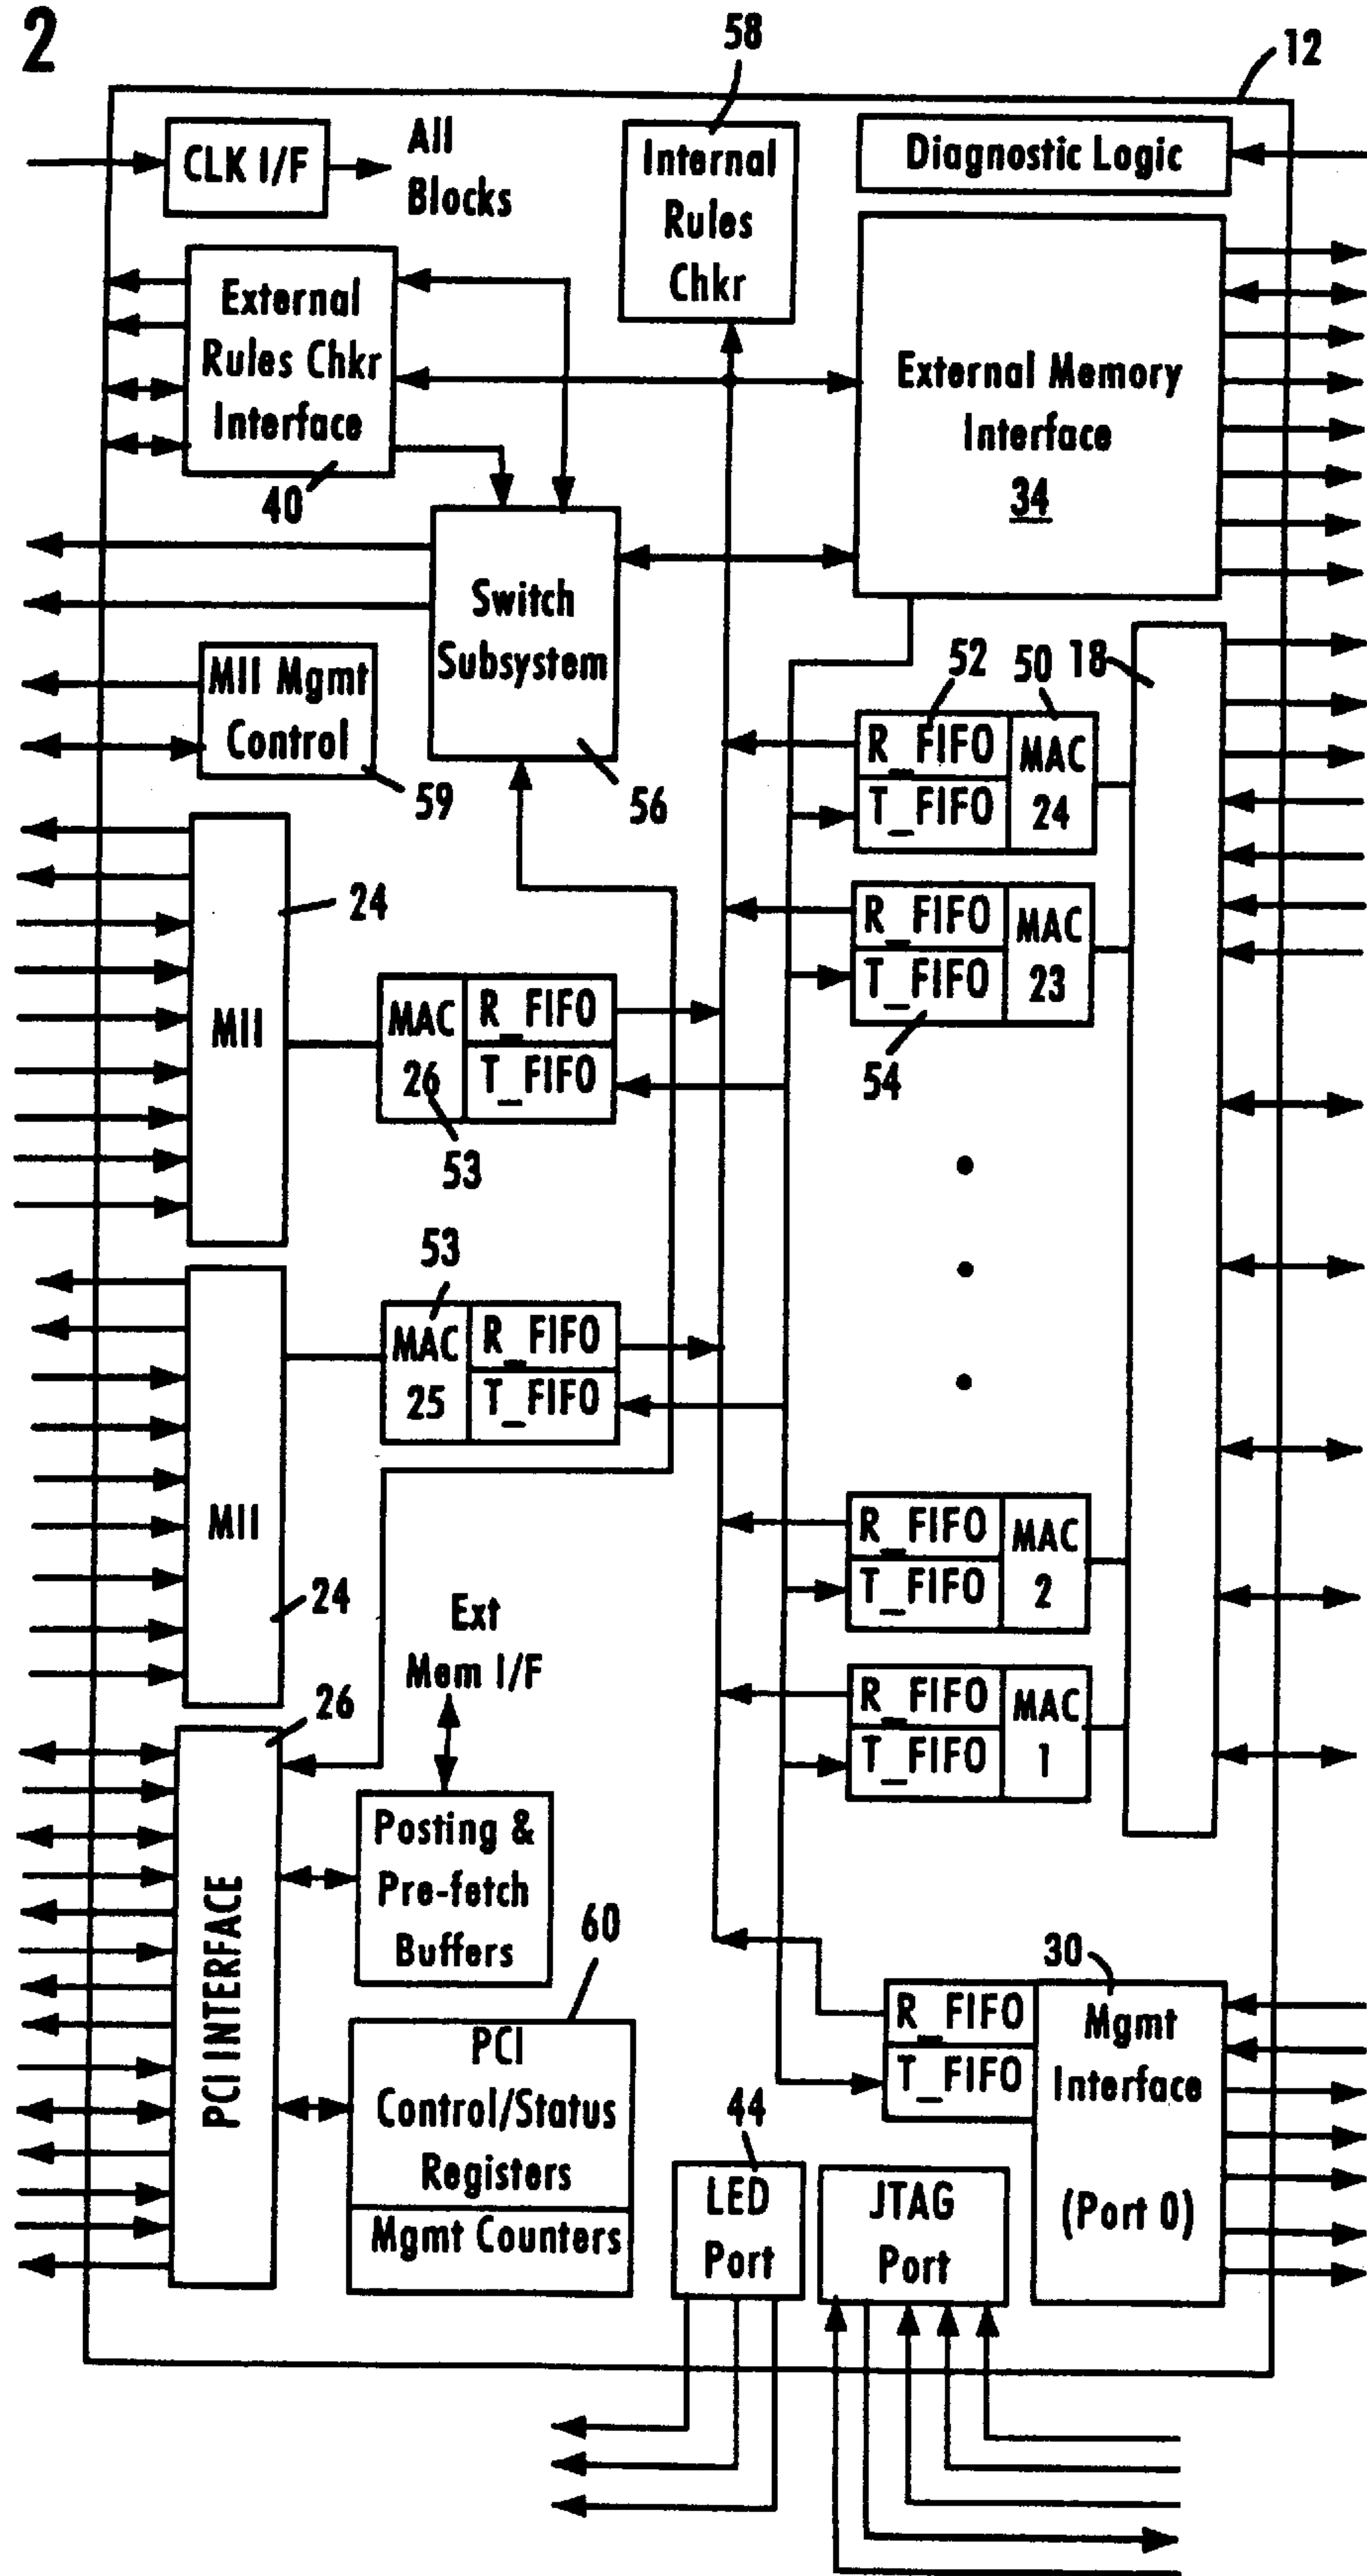 2
58
12
CLK I/F
All
Blocks
Internal
Rules
Chkr
Diagnostic Logic
External
Rules Chkr
Interface
40
External Memory
Interface
34
Switch
Subsystem
56
MII Mgmt
Control
59
52
50
18
R_FIFO
T_FIFO
MAC
24
R_FIFO
T_FIFO
MAC
23
54
24
MII
MAC
26
R_FIFO
T_FIFO
53
53
MAC
25
R_FIFO
T_FIFO
MII
24
R_FIFO
T_FIFO
MAC
2
R_FIFO
T_FIFO
MAC
1
Ext
Mem I/F
26
PCI INTERFACE
Posting &
Pre-fetch
Buffers
60
PCI
Control/Status
Registers
Mgmt Counters
30
R_FIFO
T_FIFO
Mgmt
Interface
(Port 0)
44
LED
Port
JTAG
Port